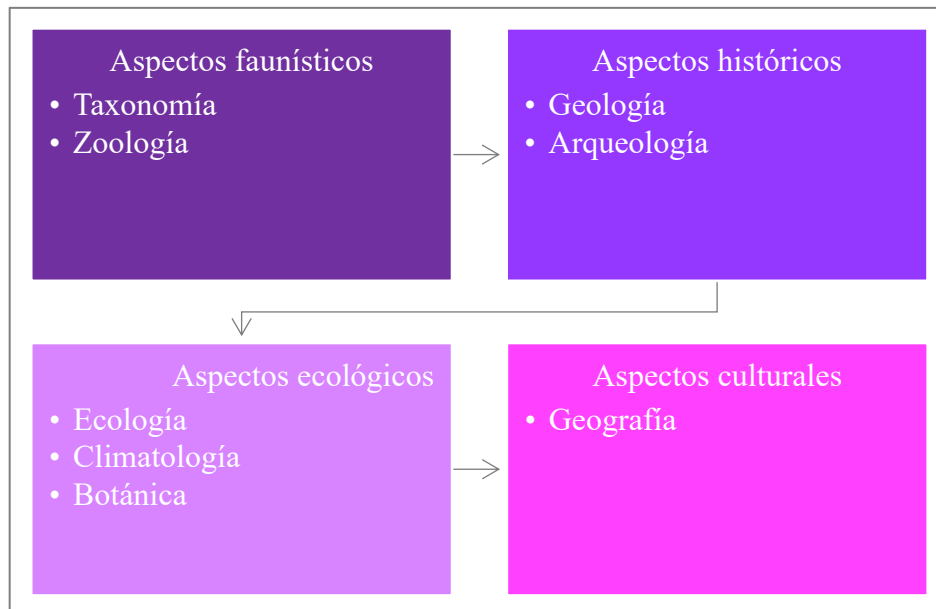 Aspectos faunísticos
• Taxonomía
• Zoología
Aspectos históricos
• Geología
• Arqueología
Aspectos ecológicos
• Ecología
• Climatología
• Botánica
Aspectos culturales
• Geografía